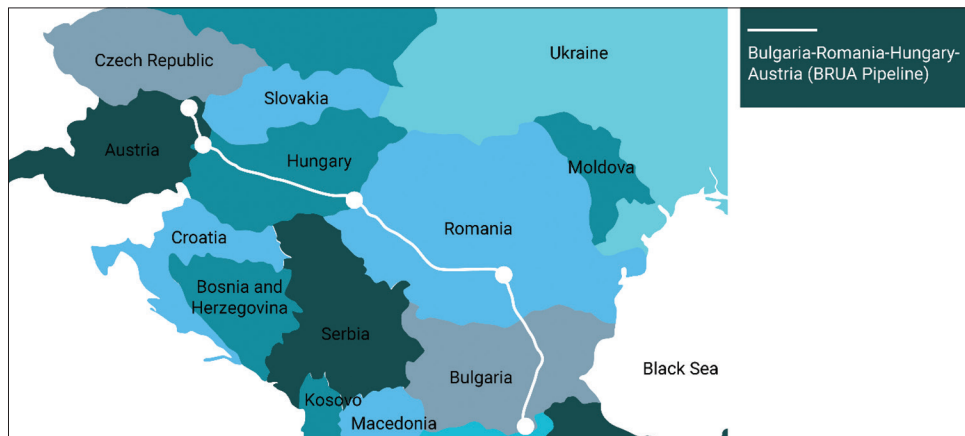 Czech Republic
Ukraine
Slovakia
Austria
Hungary
Moldova
Romania
Croatia
Bosnia and
Herzegovina
Serbia
Black Sea
Bulgaria
Kosovo
Macedonia
Bulgaria-Romania-Hungary-
Austria (BRUA Pipeline)